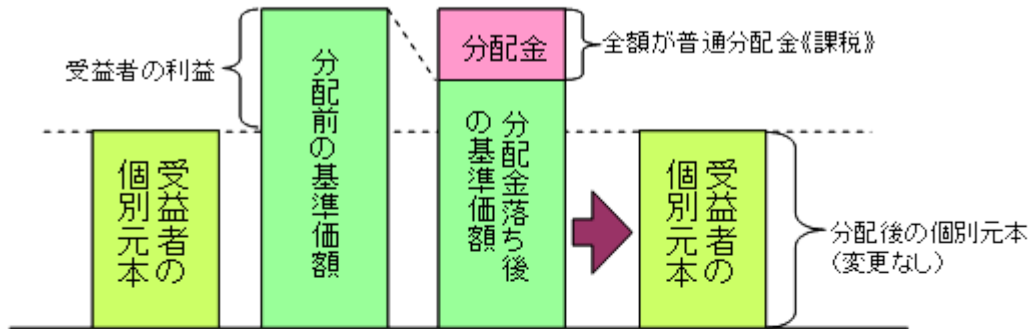 受益者の利益
受益者の
個別元本
分配前の基準価額
分配金
全額が普通分配金《課税》
分配金落ち後
の基準価額
受益者の
個別元本
分配後の個別元本
(変更なし)